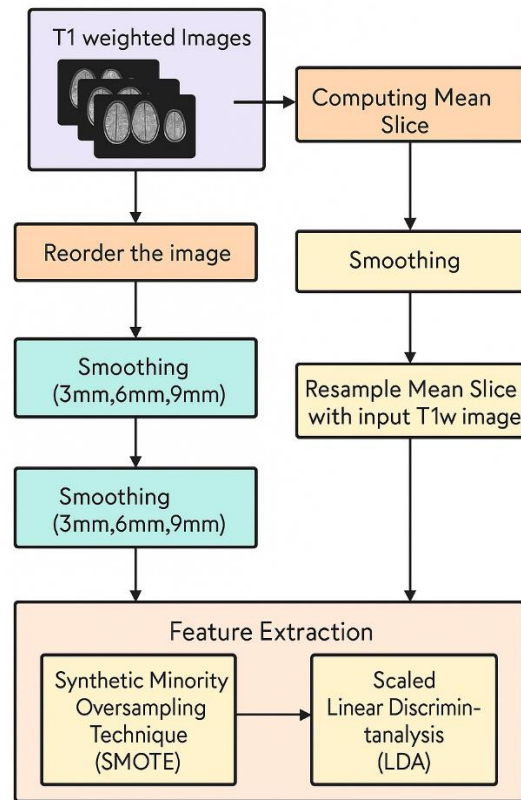 T1 weighted Images
Computing Mean
Slice
Reorder the image
Smoothing
Smoothing
(3mm,6mm,9mm)
Resample Mean Slice
with input T1w image
Smoothing
(3mm,6mm,9mm)
Feature Extraction
Synthetic Minority
Oversampling
Technique
(SMOTE)
Scaled
Linear Discrimin-
tanalysis
(LDA)